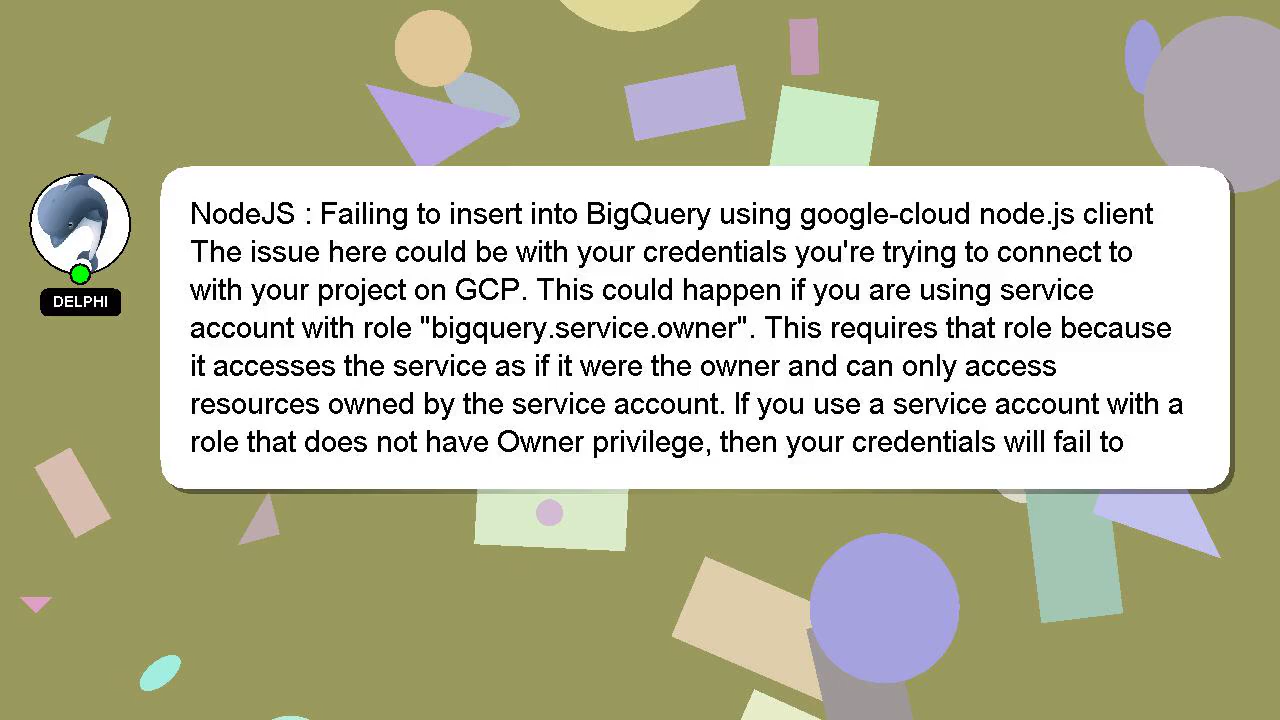 NodeJS : Failing to insert into BigQuery using google-cloud node.js client
The issue here could be with your credentials you're trying to connect to
with your project on GCP. This could happen if you are using service
account with role "bigquery.service.owner". This requires that role because
it accesses the service as if it were the owner and can only access
resources owned by the service account. If you use a service account with a
role that does not have Owner privilege, then your credentials will fail to
DELPHI